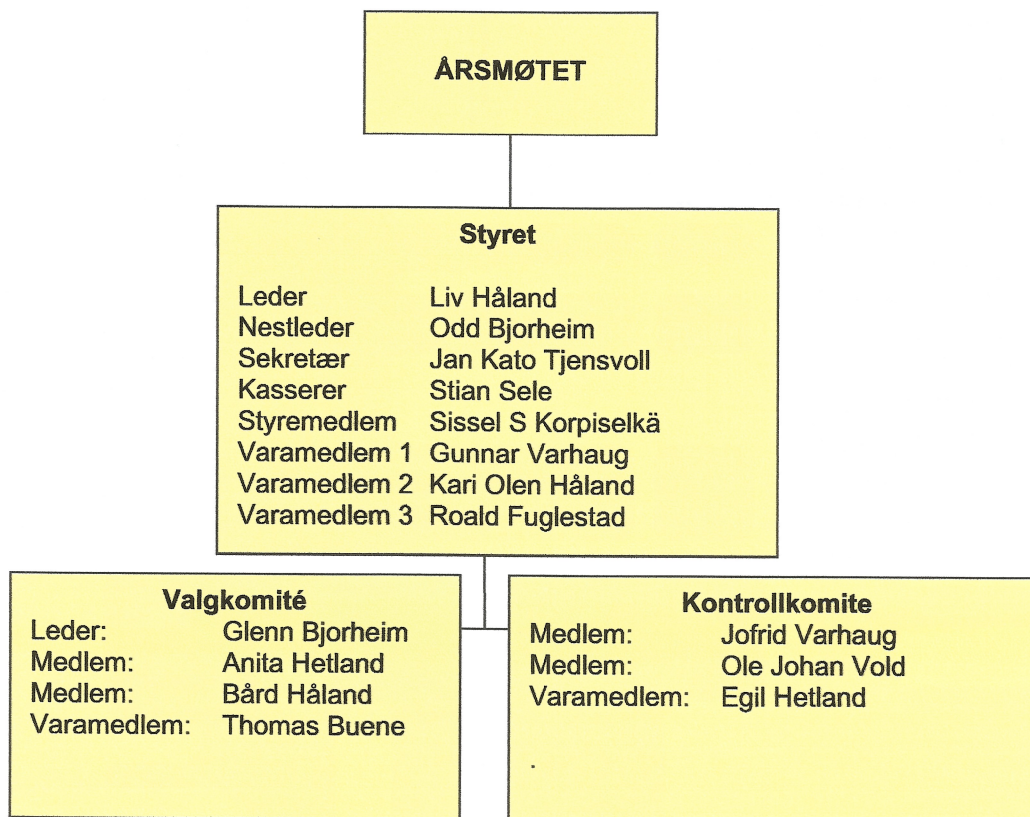 ÅRSMØTET
Styret
Leder Liv Håland
Nestleder Odd Bjorheim
Sekretær Jan Kato Tjensvoll
Kasserer Stian Sele
Styremedlem Sissel S Korpiselkä
Varamedlem 1 Gunnar Varhaug
Varamedlem 2 Kari Olen Håland
Varamedlem 3 Roald Fuglestad
Valgkomité
Leder: Glenn Bjorheim
Medlem: Anita Hetland
Medlem: Bård Håland
Varamedlem: Thomas Buene
Kontrollkomite
Medlem: Jofrid Varhaug
Medlem: Ole Johan Vold
Varamedlem: Egil Hetland
.